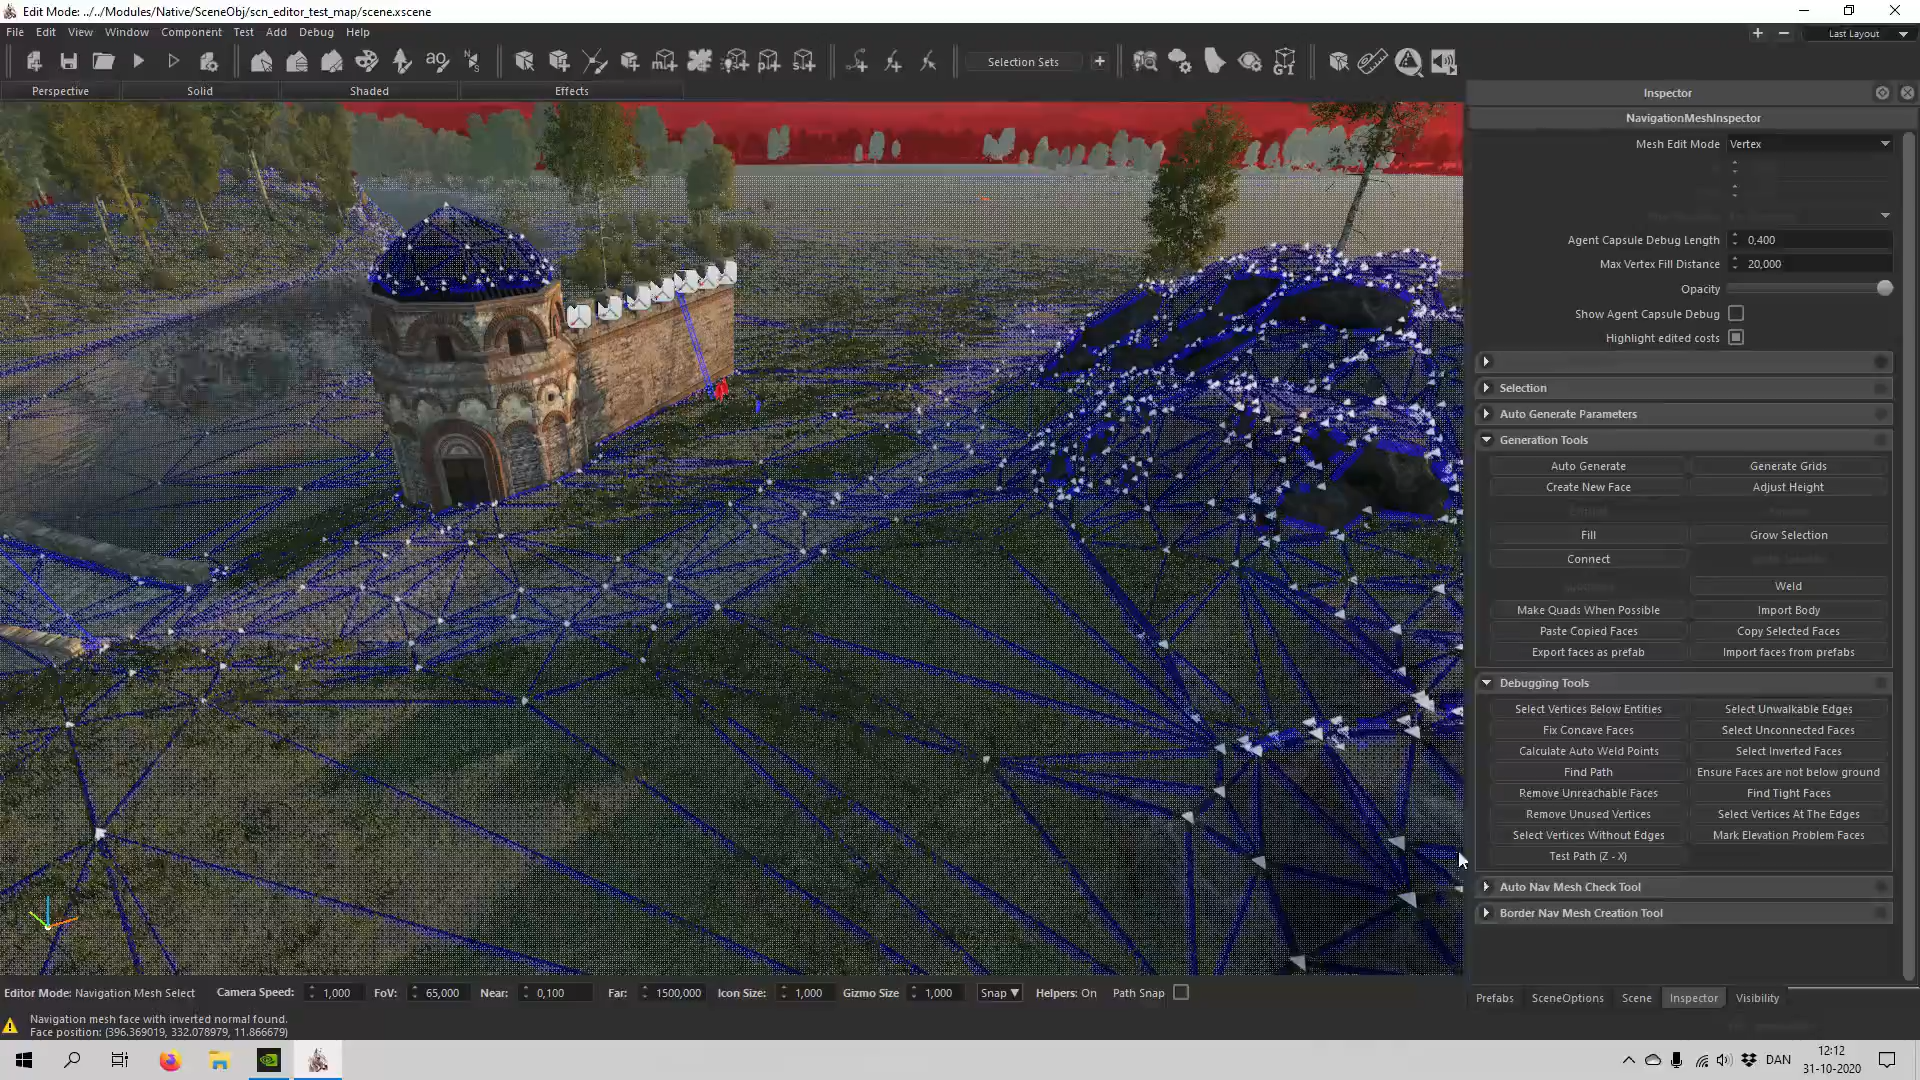 Edit Mode: ../../Modules/Native/SceneObj/scn_editor_test_map/scene.xscene
File Edit View Window Component Test Add Debug Help
Last Layout
Selection Sets
Perspective Solid Shaded Effects
Inspector
NavigationMeshInspector
Mesh Edit Mode Vertex
Agent Capsule Debug Length 0,400
Max Vertex Fill Distance 20,000
Opacity
Show Agent Capsule Debug
Highlight edited costs
Selection
Auto Generate Parameters
Generation Tools
Auto Generate Generate Grids
Create New Face Adjust Height
Fill Grow Selection
Connect
Weld
Make Quads When Possible Import Body
Paste Copied Faces Copy Selected Faces
Export faces as prefab Import faces from prefabs
Debugging Tools
Select Vertices Below Entities Select Unwalkable Edges
Fix Concave Faces Select Unconnected Faces
Calculate Auto Weld Points Select Inverted Faces
Find Path Ensure Faces are not below ground
Remove Unreachable Faces Find Tight Faces
Remove Unused Vertices Select Vertices At The Edges
Select Vertices Without Edges Mark Elevation Problem Faces
Test Path (Z - X)
Auto Nav Mesh Check Tool
Border Nav Mesh Creation Tool
Editor Mode: Navigation Mesh Select Camera Speed: 1,000 FoV: 65,000 Near: 0,100 Far: 1500,000 Icon Size: 1,000 Gizmo Size 1,000 Snap Helpers: On Path Snap
Prefabs SceneOptions Scene Inspector Visibility
Navigation mesh face with inverted normal found.
Face position: (396.369019, 332.078979, 11.866679)
DAN
12:12
31-10-2020